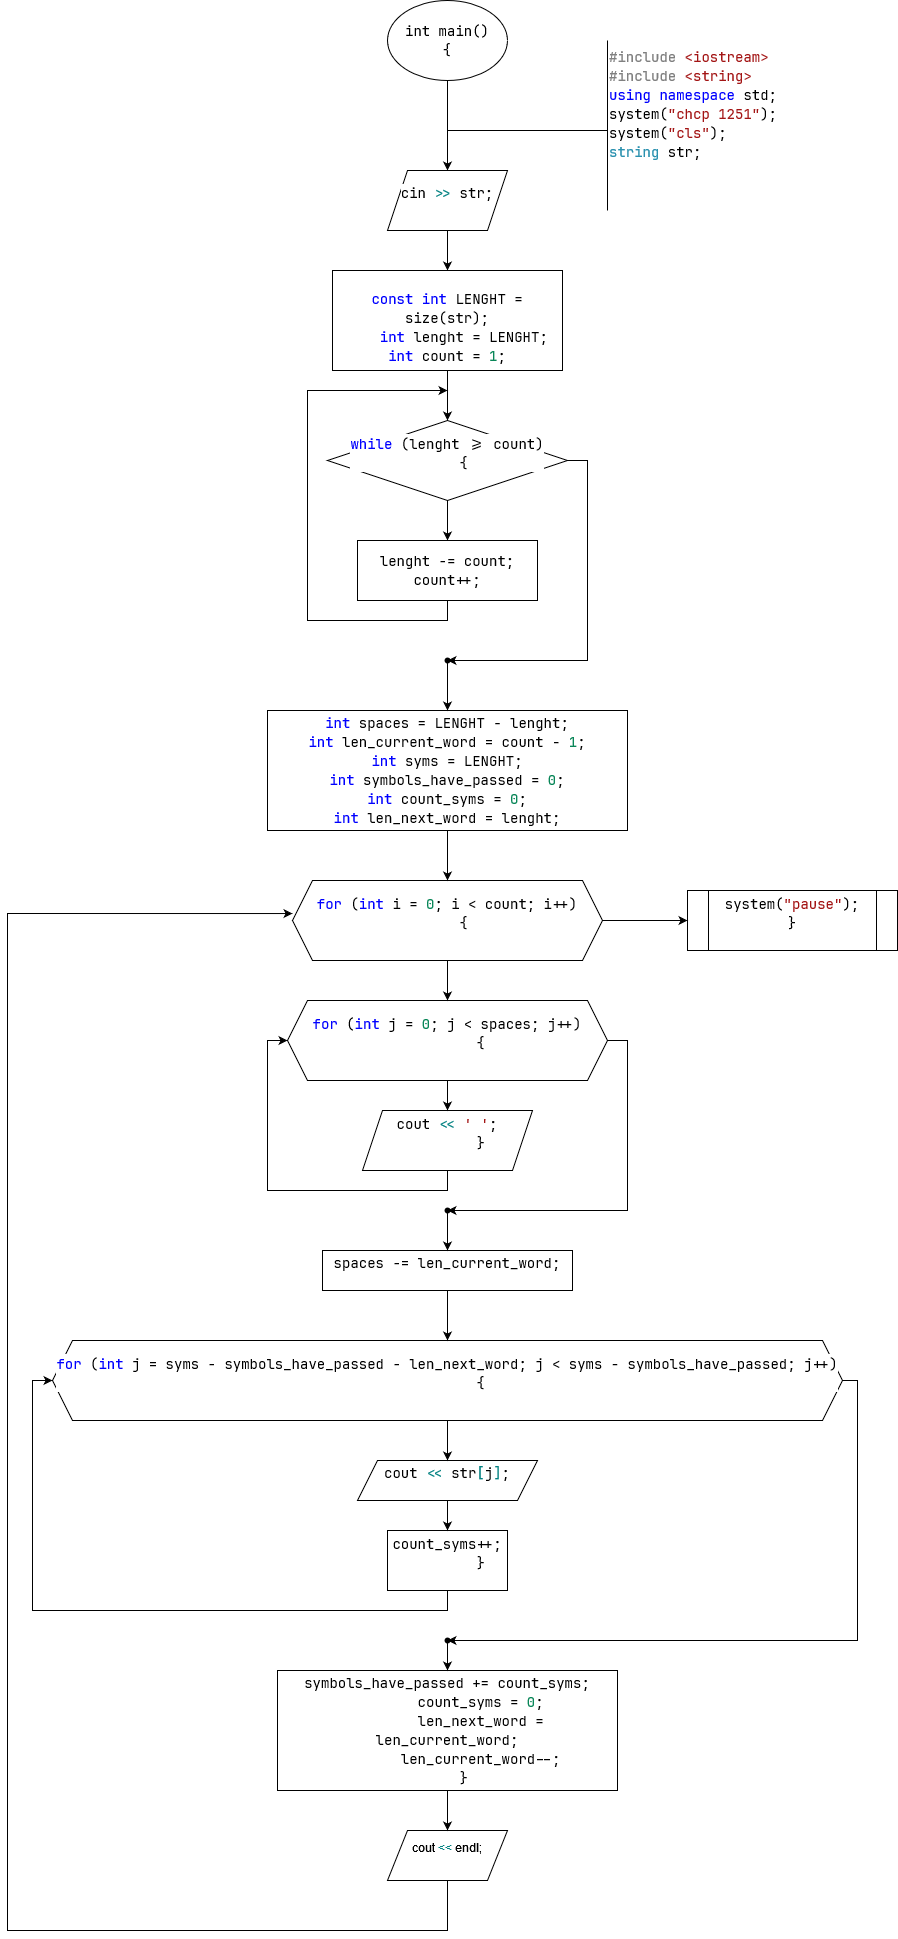 int main()
{
#include <iostream>
#include <string>
using namespace std;
system("chcp 1251");
system("cls");
string str;
cin >> str;
const int LENGHT =
size(str);
int lenght = LENGHT;
int count = 1;
while (lenght >= count)
{
lenght -= count;
count++;
int spaces = LENGHT - lenght;
int len_current_word = count - 1;
int syms = LENGHT;
int symbols_have_passed = 0;
int count_syms = 0;
int len_next_word = lenght;
for (int i = 0; i < count; i++)
{
system("pause");
}
for (int j = 0; j < spaces; j++)
{
cout << ' ';
}
spaces -= len_current_word;
for (int j = syms - symbols_have_passed - len_next_word; j < syms - symbols_have_passed; j++)
{
cout << str[j];
count_syms++;
}
symbols_have_passed += count_syms;
count_syms = 0;
len_next_word =
len_current_word;
len_current_word--;
}
cout << endl;